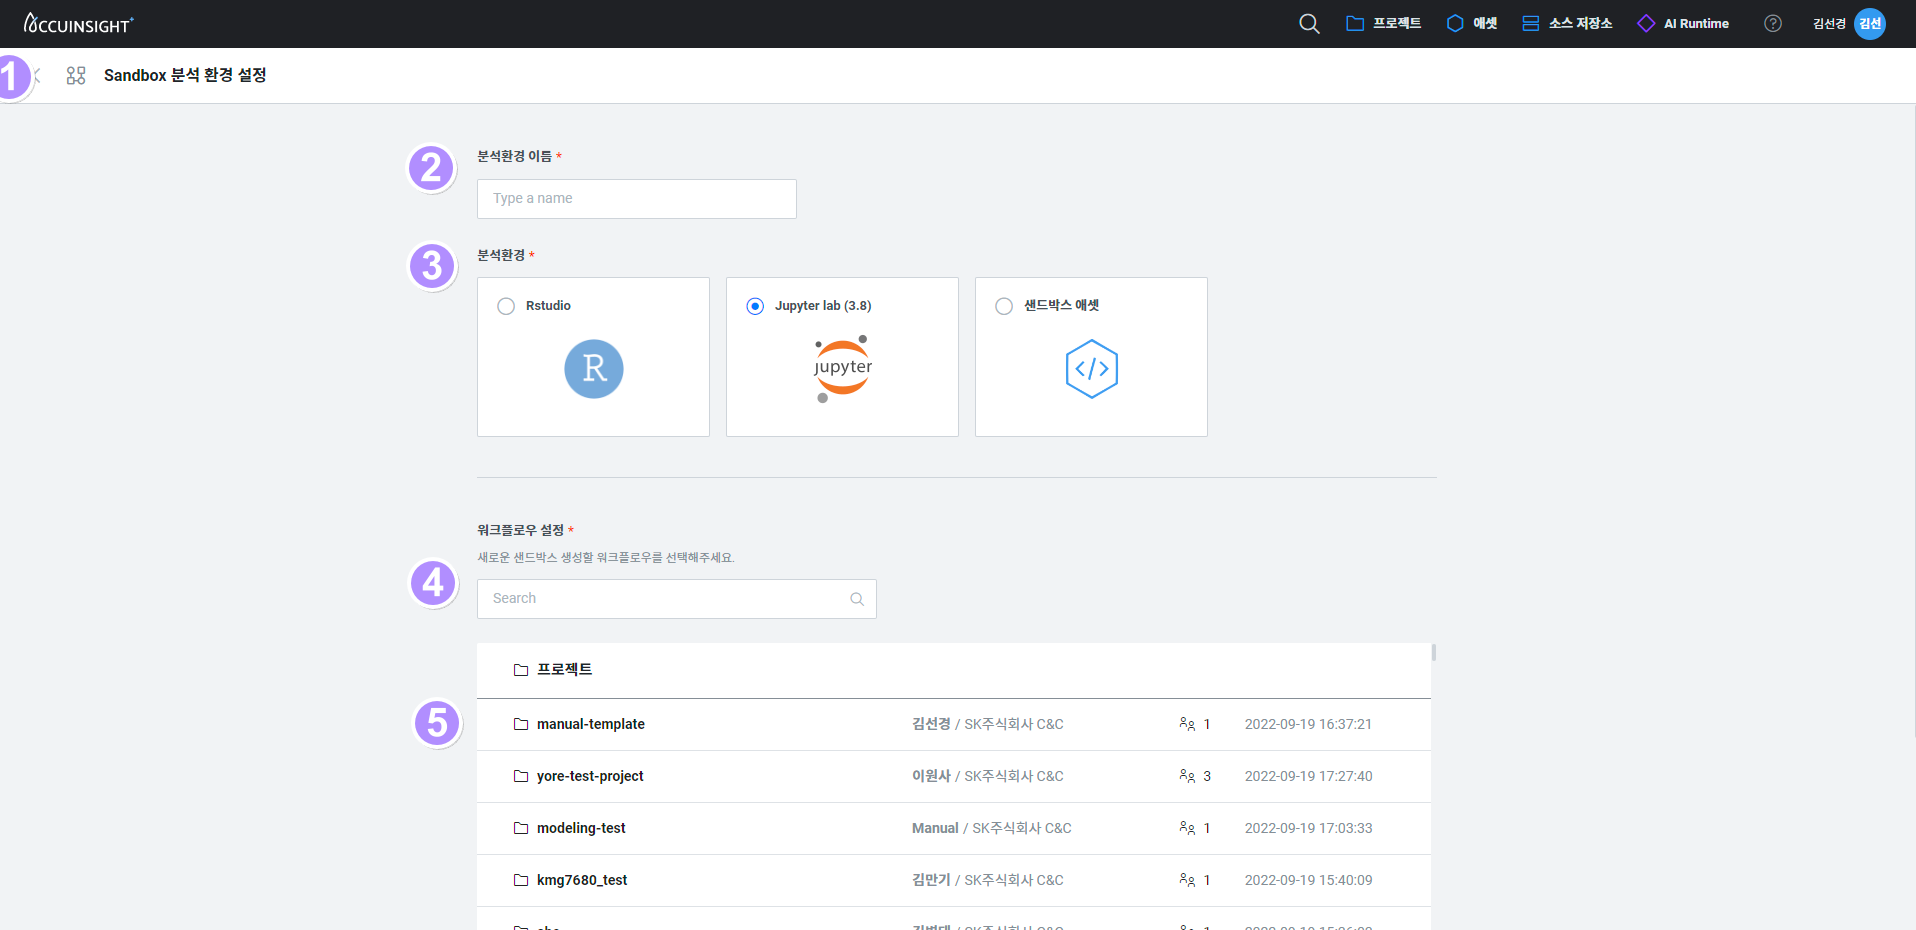 ACCUINSIGHT+
프로젝트
애셋
소스 저장소
AI Runtime
?
김선경
김선
1
Sandbox 분석 환경 설정
2
분석환경 이름 *
Type a name
3
분석환경 *
Rstudio
Jupyter lab (3.8)
샌드박스 애셋
R
jupyter
</>
워크플로우 설정 *
새로운 샌드박스 생성할 워크플로우를 선택해주세요.
4
Search
프로젝트
5
manual-template 김선경 / SK주식회사 C&C 1 2022-09-19 16:37:21
yore-test-project 이원사 / SK주식회사 C&C 3 2022-09-19 17:27:40
modeling-test Manual / SK주식회사 C&C 1 2022-09-19 17:03:33
kmg7680_test 김만기 / SK주식회사 C&C 1 2022-09-19 15:40:09